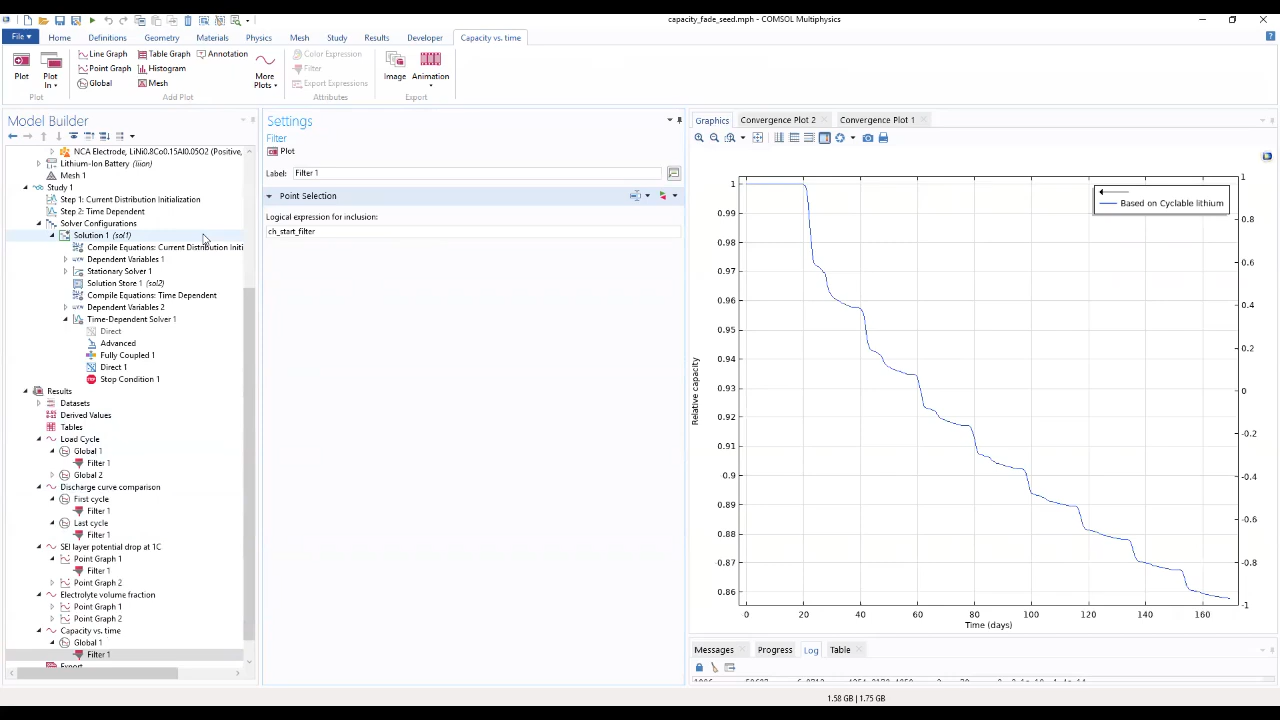 capacity_fade_seed.mph - COMSOL Multiphysics
File Home Definitions Geometry Materials Physics Mesh Study Results Developer Capacity vs. time
Line Graph Table Graph Annotation Color Expression
Point Graph Histogram Filter
Global Mesh Export Expressions
Plot Plot In More Plots Image Animation
Plot Add Plot Attributes Export
Model Builder
NCA Electrode, LiNi0.8Co0.15Al0.05O2 (Positive,
Lithium-Ion Battery (liion)
Mesh 1
Study 1
Step 1: Current Distribution Initialization
Step 2: Time Dependent
Solver Configurations
Solution 1 (sol1)
Compile Equations: Current Distribution Initi
Dependent Variables 1
Stationary Solver 1
Solution Store 1 (sol2)
Compile Equations: Time Dependent
Dependent Variables 2
Time-Dependent Solver 1
Direct
Advanced
Fully Coupled 1
Direct 1
Stop Condition 1
Results
Datasets
Derived Values
Tables
Load Cycle
Global 1
Filter 1
Global 2
Discharge curve comparison
First cycle
Filter 1
Last cycle
Filter 1
SEI layer potential drop at 1C
Point Graph 1
Filter 1
Point Graph 2
Electrolyte volume fraction
Point Graph 1
Point Graph 2
Capacity vs. time
Global 1
Filter 1
Export
Settings
Filter
Plot
Label: Filter 1
Point Selection
Logical expression for inclusion:
ch_start_filter
Graphics Convergence Plot 2 Convergence Plot 1
Based on Cyclable lithium
1
0.99
0.98
0.97
0.96
0.95
0.94
0.93
0.92
0.91
0.9
0.89
0.88
0.87
0.86
Relative capacity
1
0.8
0.6
0.4
0.2
0
-0.2
-0.4
-0.6
-0.8
-1
0 20 40 60 80 100 120 140 160
Time (days)
Messages Progress Log Table
1.58 GB | 1.75 GB